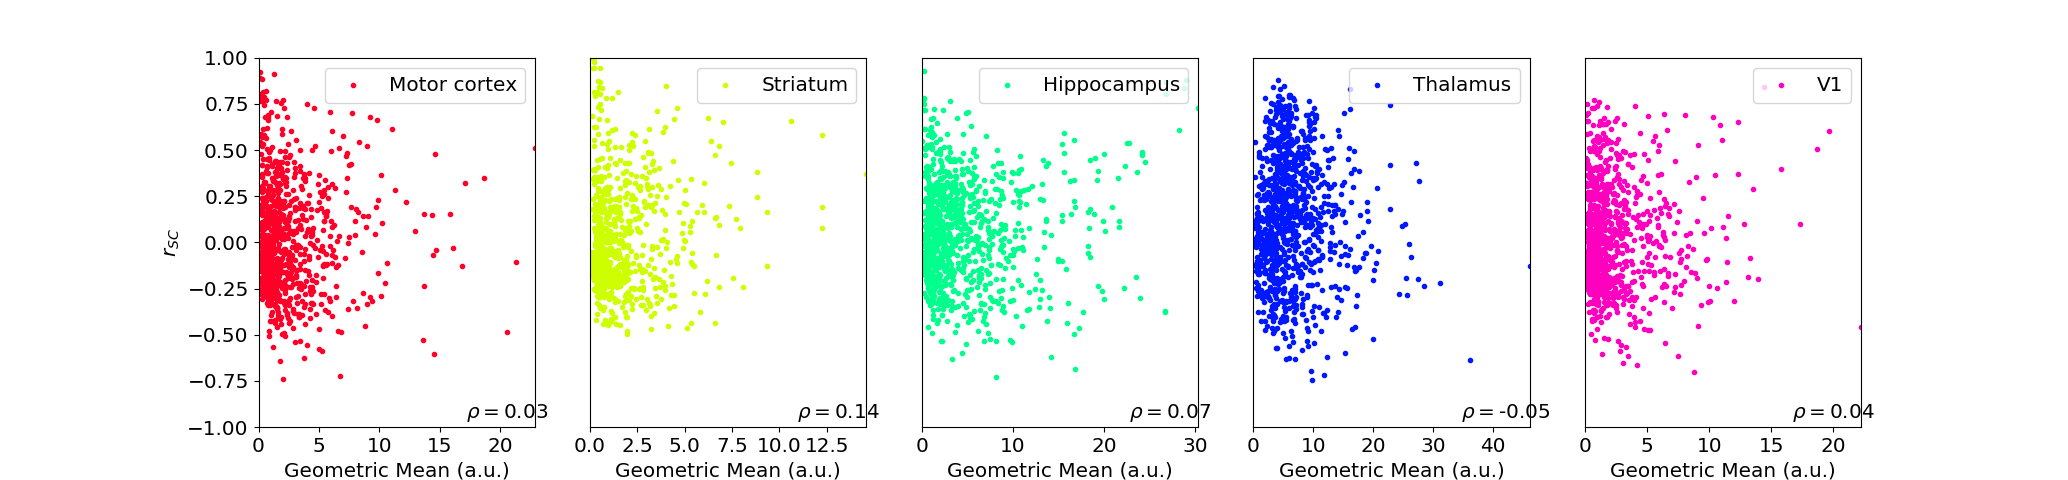 Motor cortex
Striatum
Hippocampus
Thalamus
V1
1.00
0.75
0.50
0.25
0.00
−0.25
−0.50
−0.75
−1.00
r_SC
ρ = 0.03
ρ = 0.14
ρ = 0.07
ρ = -0.05
ρ = 0.04
0 5 10 15 20
0.0 2.5 5.0 7.5 10.0 12.5
0 10 20 30
0 10 20 30 40
0 5 10 15 20
Geometric Mean (a.u.)
Geometric Mean (a.u.)
Geometric Mean (a.u.)
Geometric Mean (a.u.)
Geometric Mean (a.u.)